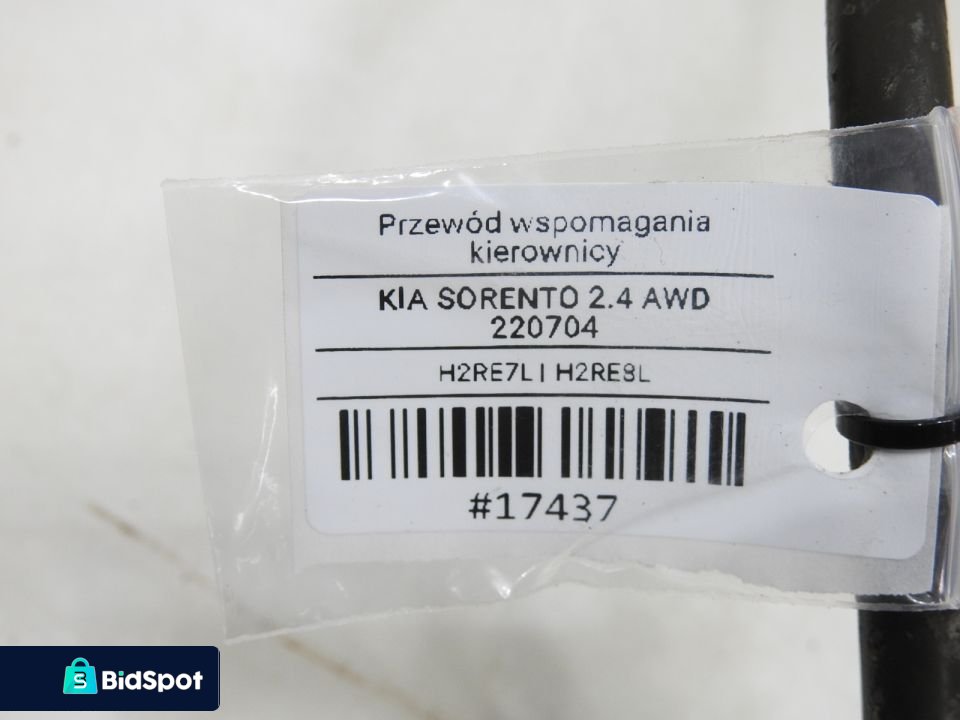 Przewód wspomagania
kierownicy
KIA SORENTO 2.4 AWD
220704
H2RE7L | H2RE8L
#17437
BidSpot